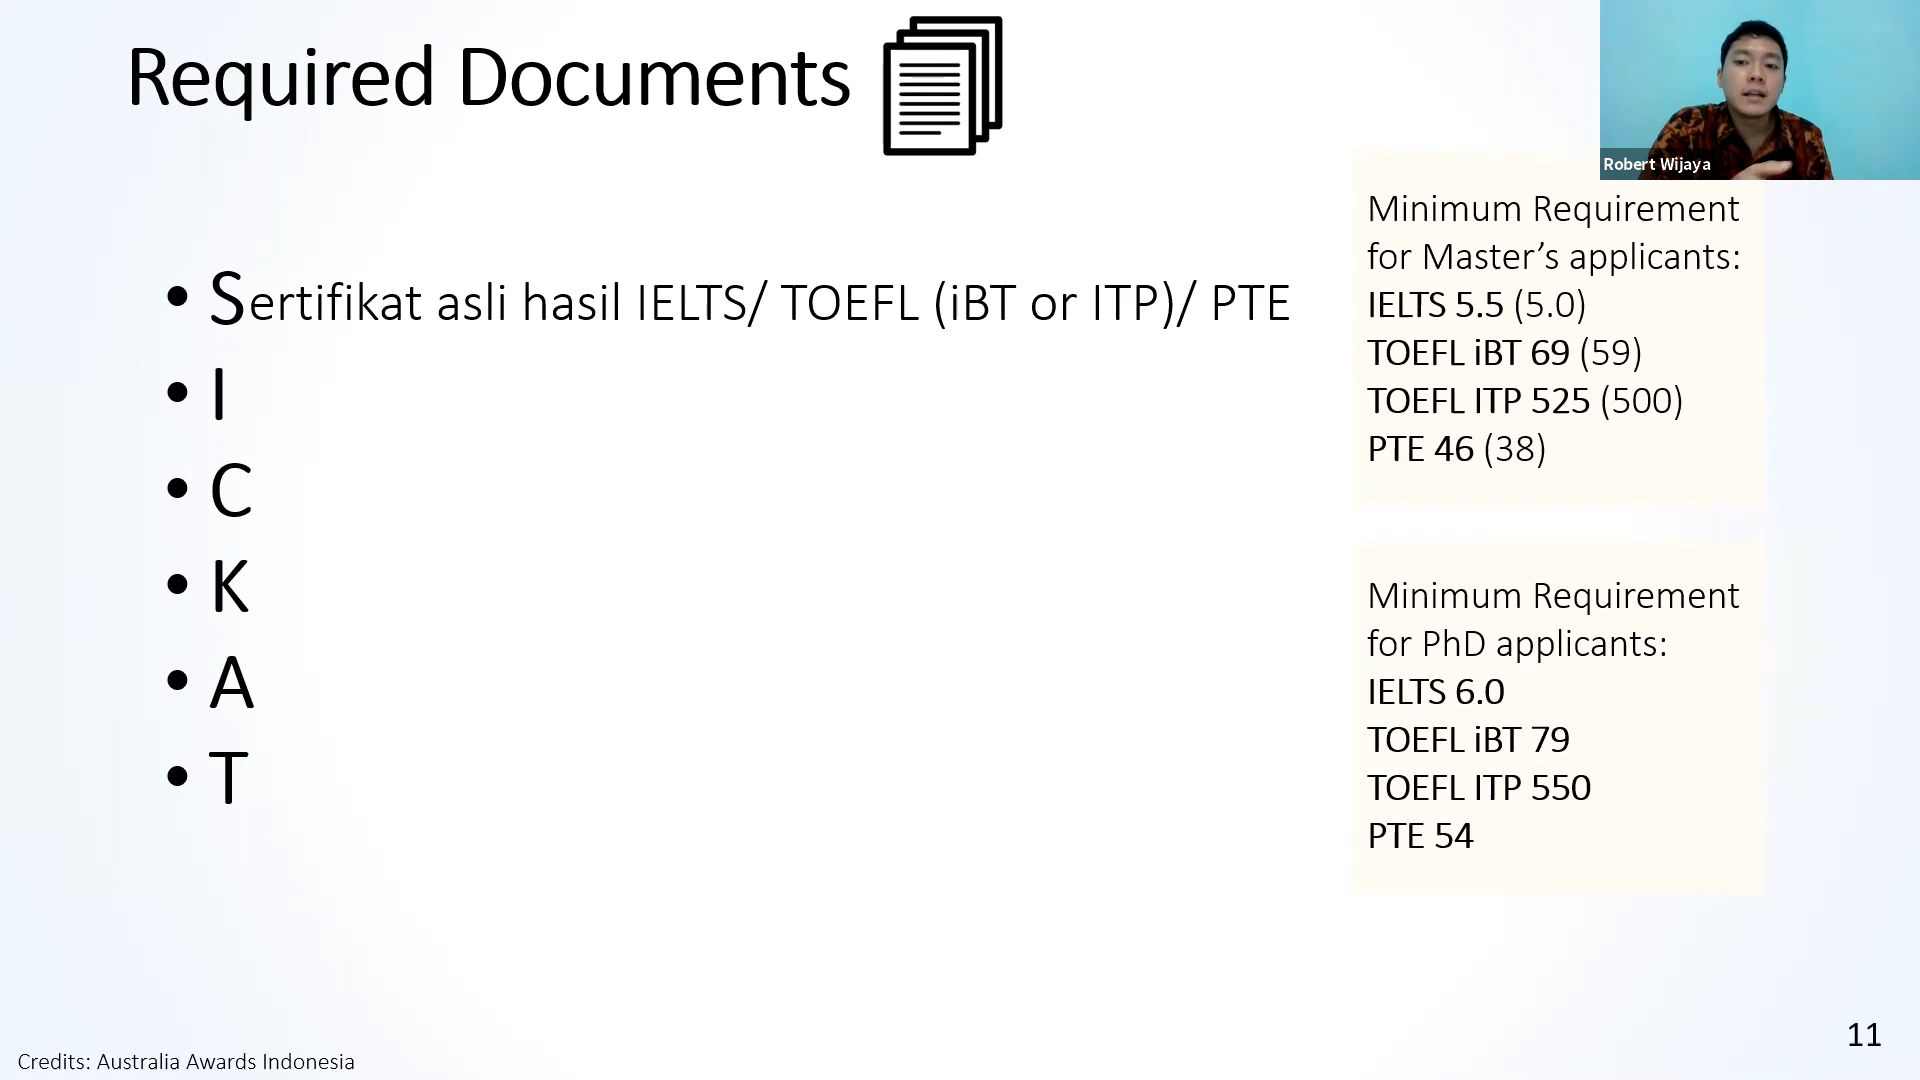 Required Documents
Robert Wijaya
• Sertifikat asli hasil IELTS/ TOEFL (iBT or ITP)/ PTE
• I
• C
• K
• A
• T
Minimum Requirement
for Master’s applicants:
IELTS 5.5 (5.0)
TOEFL iBT 69 (59)
TOEFL ITP 525 (500)
PTE 46 (38)
Minimum Requirement
for PhD applicants:
IELTS 6.0
TOEFL iBT 79
TOEFL ITP 550
PTE 54
11
Credits: Australia Awards Indonesia